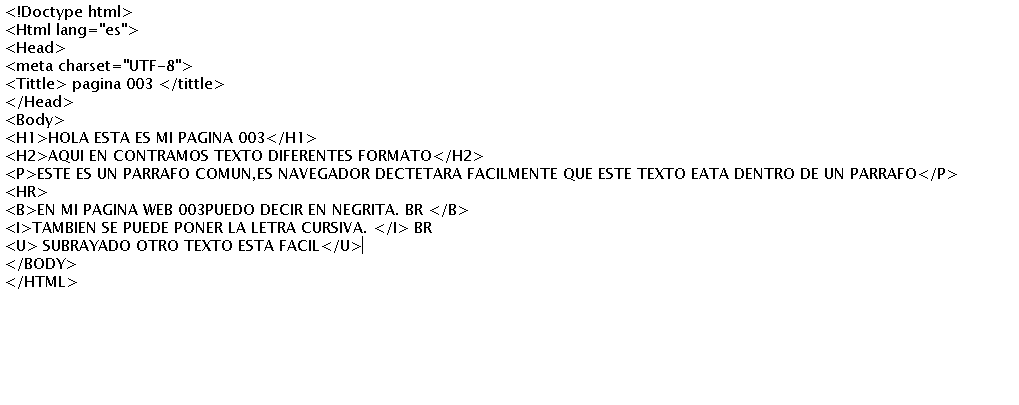 <!Doctype html>
<Html lang="es">
<Head>
<meta charset="UTF-8">
<Tittle> pagina 003 </tittle>
</Head>
<Body>
<H1>HOLA ESTA ES MI PAGINA 003</H1>
<H2>AQUI EN CONTRAMOS TEXTO DIFERENTES FORMATO</H2>
<P>ESTE ES UN PARRAFO COMUN,ES NAVEGADOR DECTETARA FACILMENTE QUE ESTE TEXTO EATA DENTRO DE UN PARRAFO</P>
<HR>
<B>EN MI PAGINA WEB 003PUEDO DECIR EN NEGRITA. BR </B>
<I>TAMBIEN SE PUEDE PONER LA LETRA CURSIVA. </I> BR
<U> SUBRAYADO OTRO TEXTO ESTA FACIL</U>
</BODY>
</HTML>